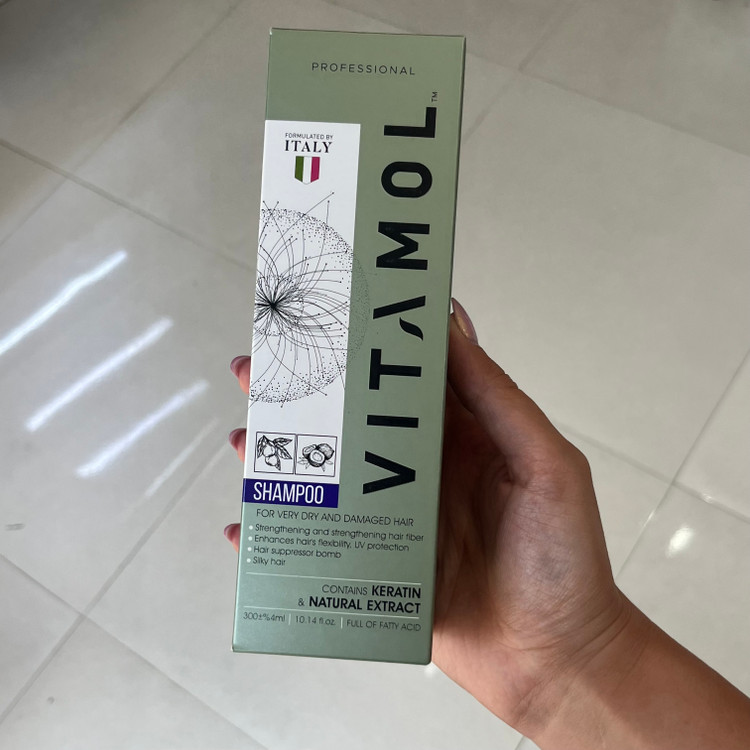 PROFESSIONAL
VITAMOL™
FORMULATED BY
ITALY
SHAMPOO
FOR VERY DRY AND DAMAGED HAIR
• Strengthening and strengthening hair fiber
• Enhances hair's flexibility, UV protection
• Hair suppressor bomb
• Silky hair
CONTAINS KERATIN
& NATURAL EXTRACT
300±%4ml | 10.14 fl.oz. | FULL OF FATTY ACID